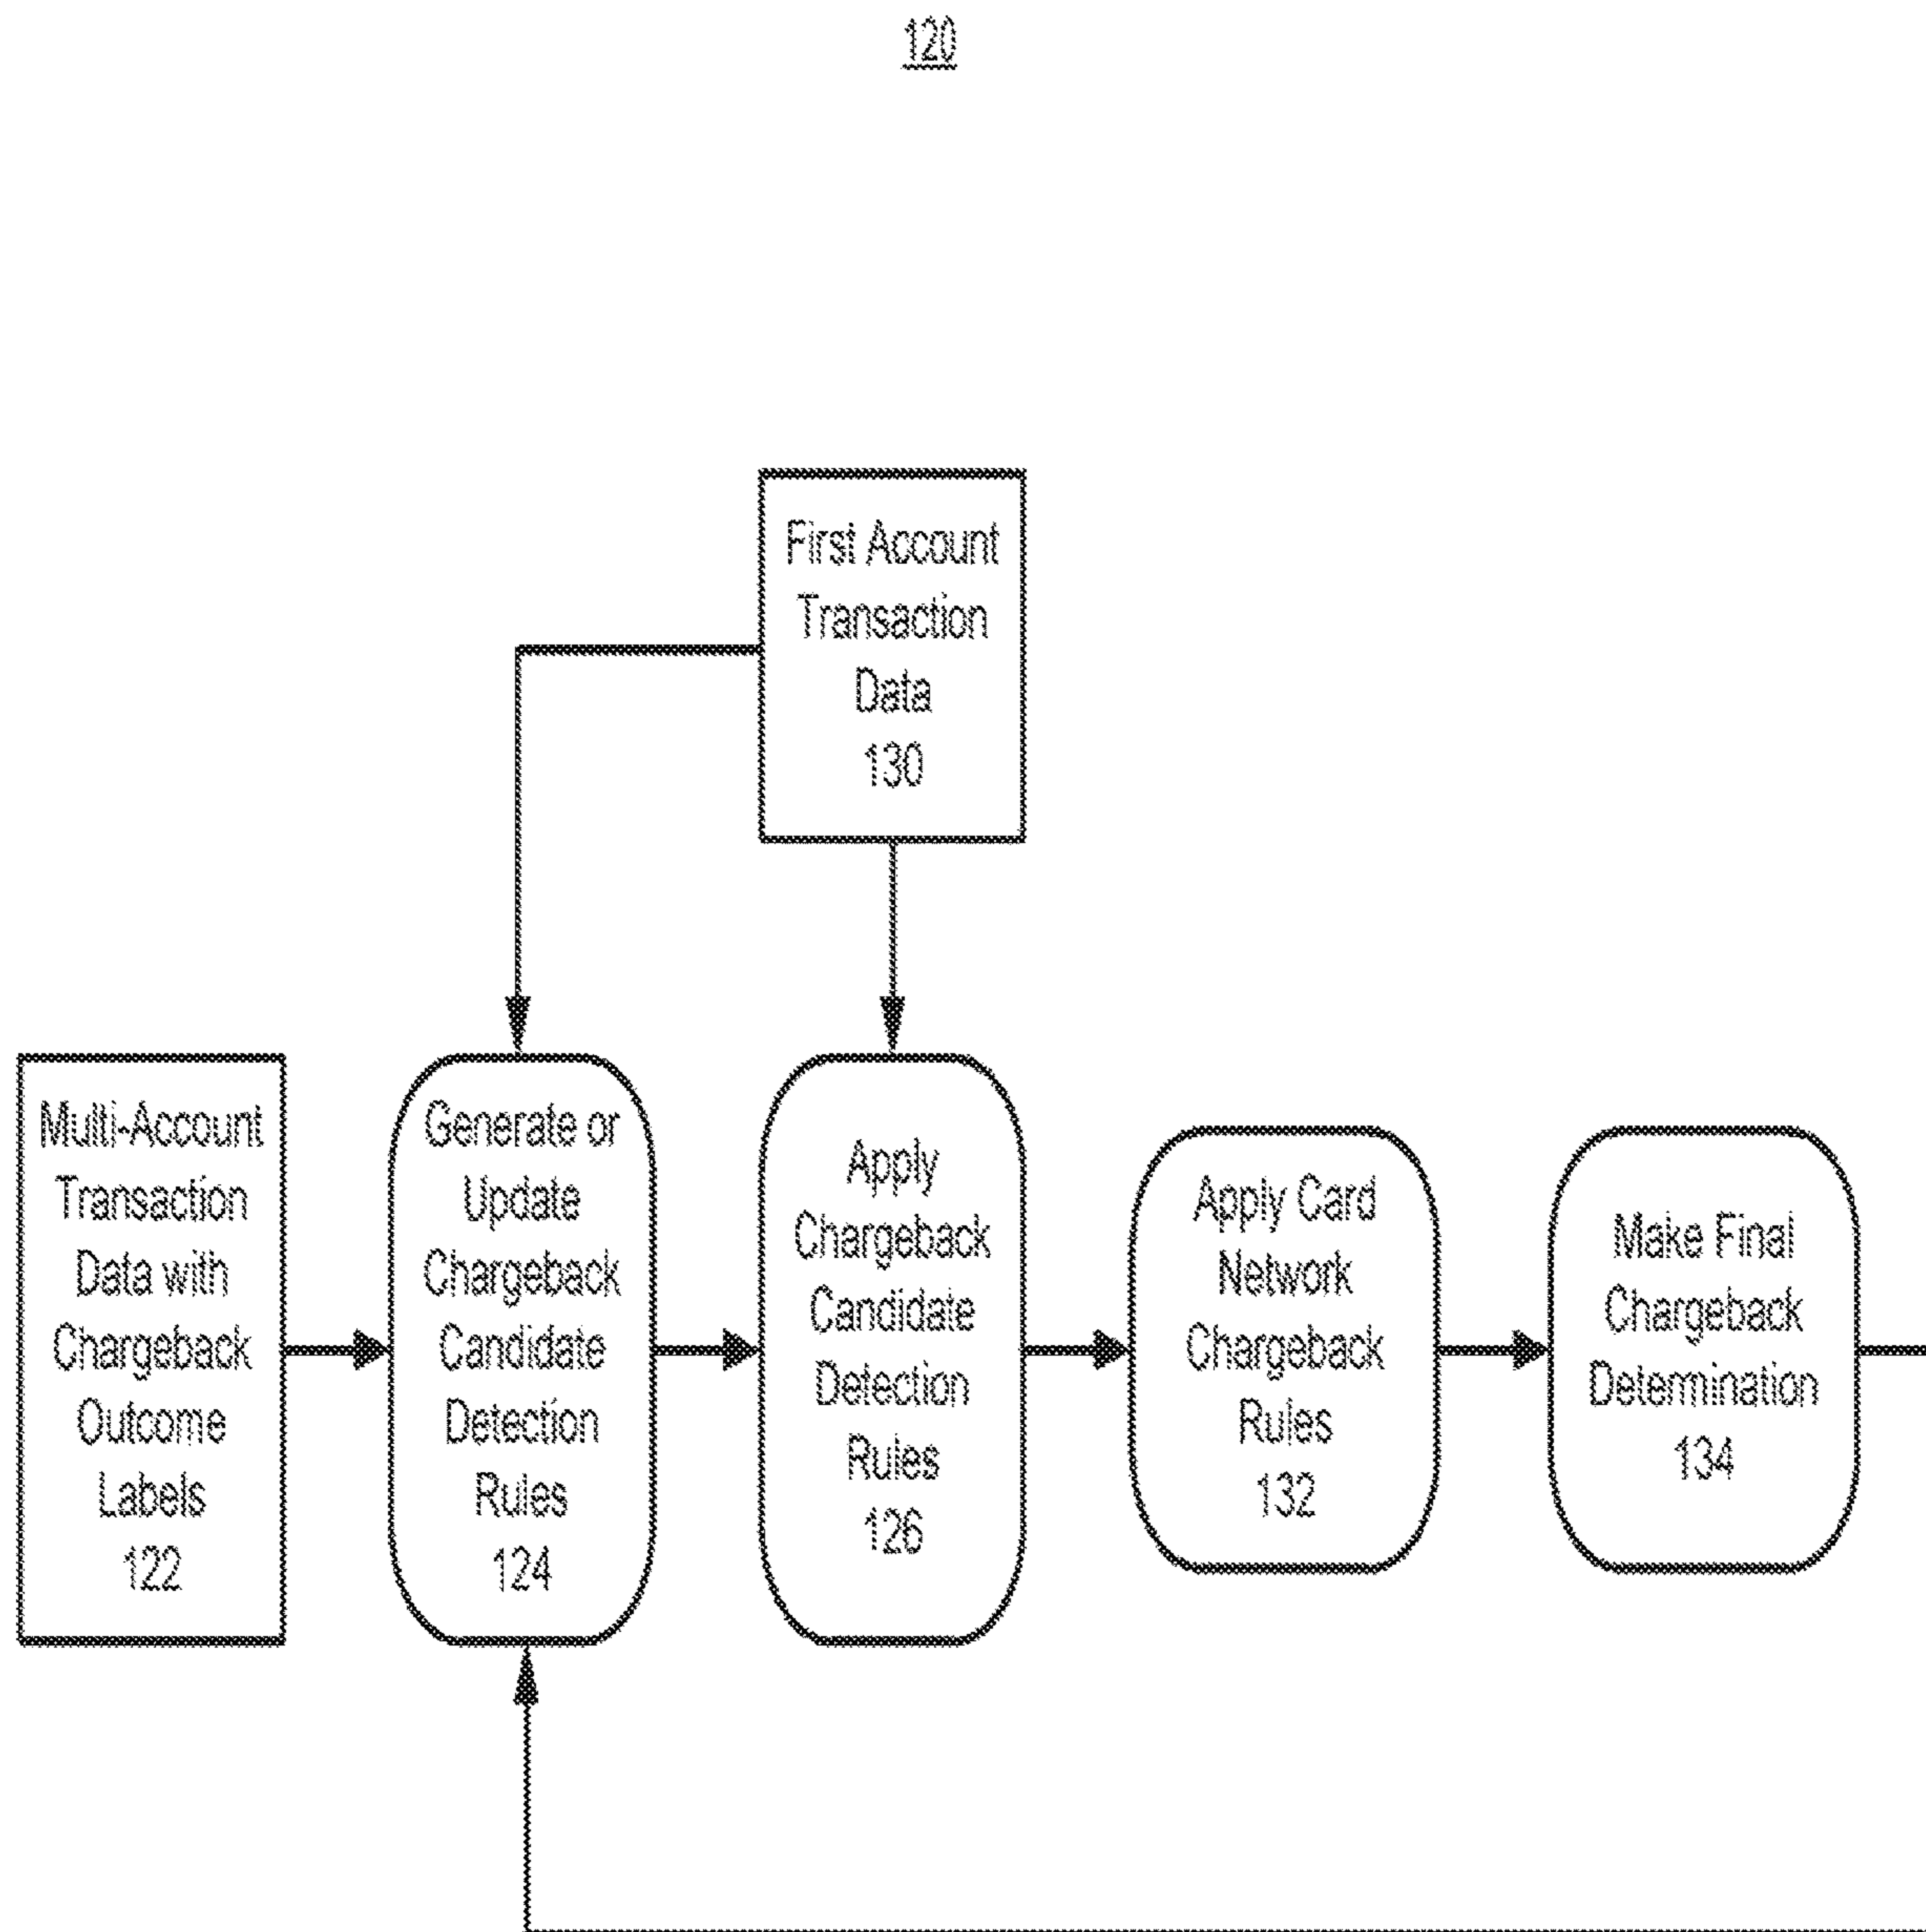 120
First Account
Transaction
Data
130
Multi-Account
Transaction
Data with
Chargeback
Outcome
Labels
122
Generate or
Update
Chargeback
Candidate
Detection
Rules
124
Apply
Chargeback
Candidate
Detection
Rules
126
Apply Card
Network
Chargeback
Rules
132
Make Final
Chargeback
Determination
134